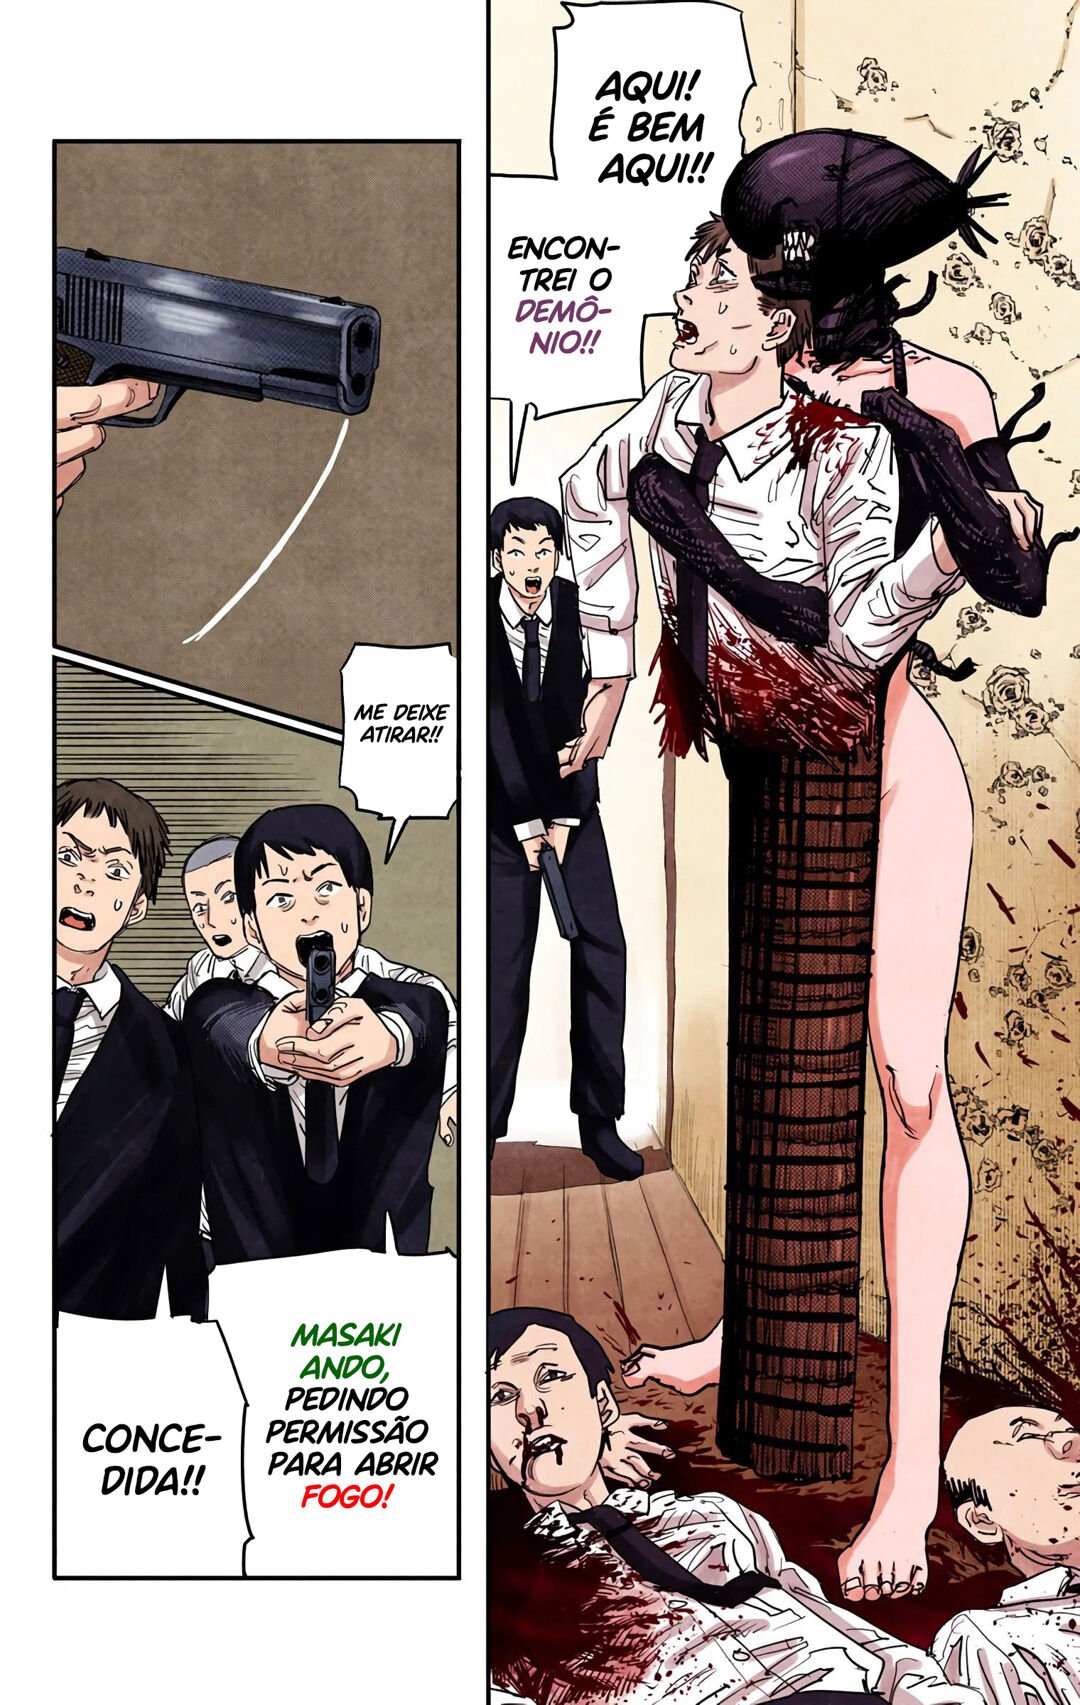 AQUI!
É BEM
AQUI!!
ENCON-
TREI O
DEMÔ-
NIO!!
ME DEIXE
ATIRAR!!
MASAKI
ANDO,
PEDINDO
PERMISSÃO
PARA ABRIR
FOGO!
CONCE-
DIDA!!